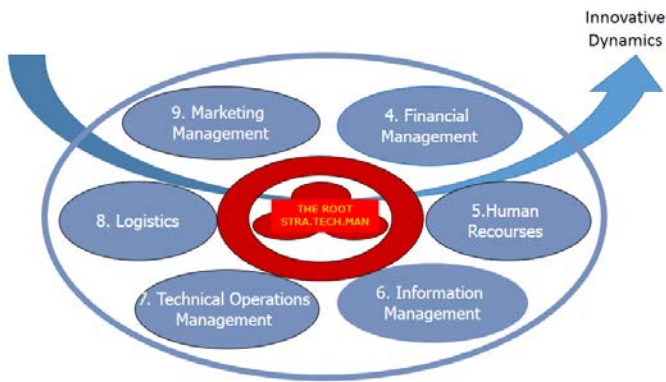 Innovative
Dynamics
9. Marketing
Management
4. Financial
Management
8. Logistics
THE ROOT
STRA.TECH.MAN
5.Human
Recourses
7. Technical Operations
Management
6. Information
Management